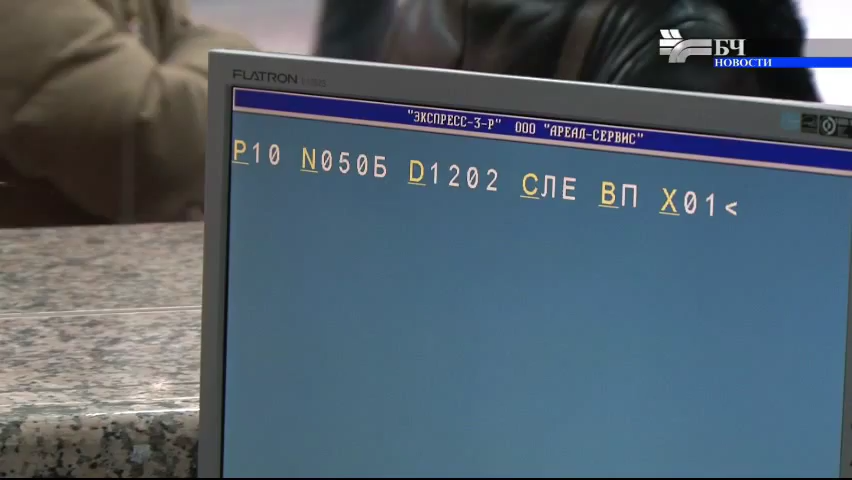 БЧ
НОВОСТИ
FLATRON
"ЭКСПРЕСС-3-Р" ООО "АРЕАЛ-СЕРВИС"
P10 N050Б D1202 СЛЕ ВП X01<